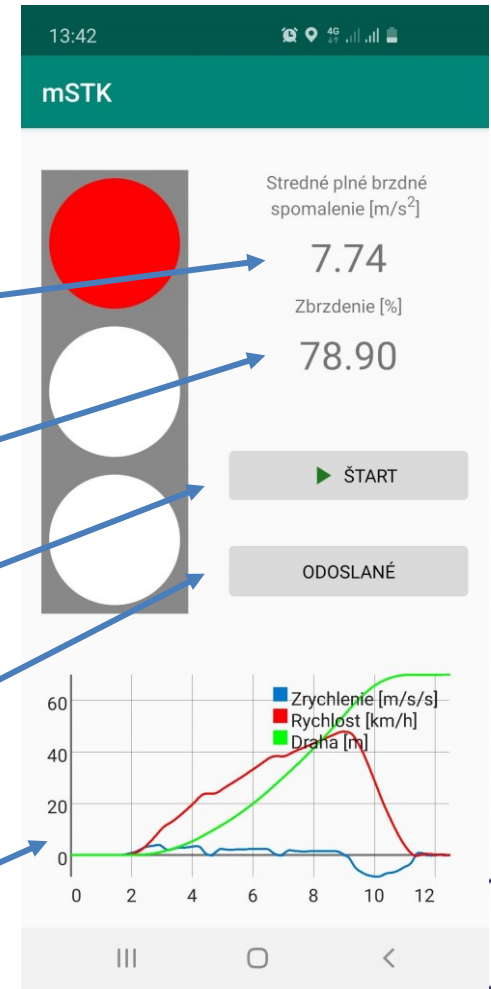 13:42
4G
mSTK
Stredné plné brzdné
spomalenie [m/s²]
7.74
Zbrzdenie [%]
78.90
ŠTART
ODOSLANÉ
Zrychlenie [m/s/s]
Rychlost [km/h]
Draha [m]
60
40
20
0
0 2 4 6 8 10 12